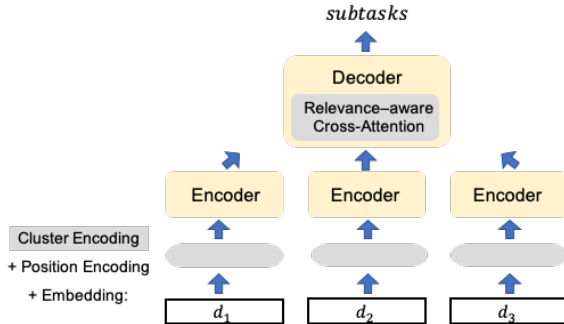 subtasks
Decoder
Relevance–aware
Cross-Attention
Encoder
Encoder
Encoder
Cluster Encoding
+ Position Encoding
+ Embedding:
d₁
d₂
d₃